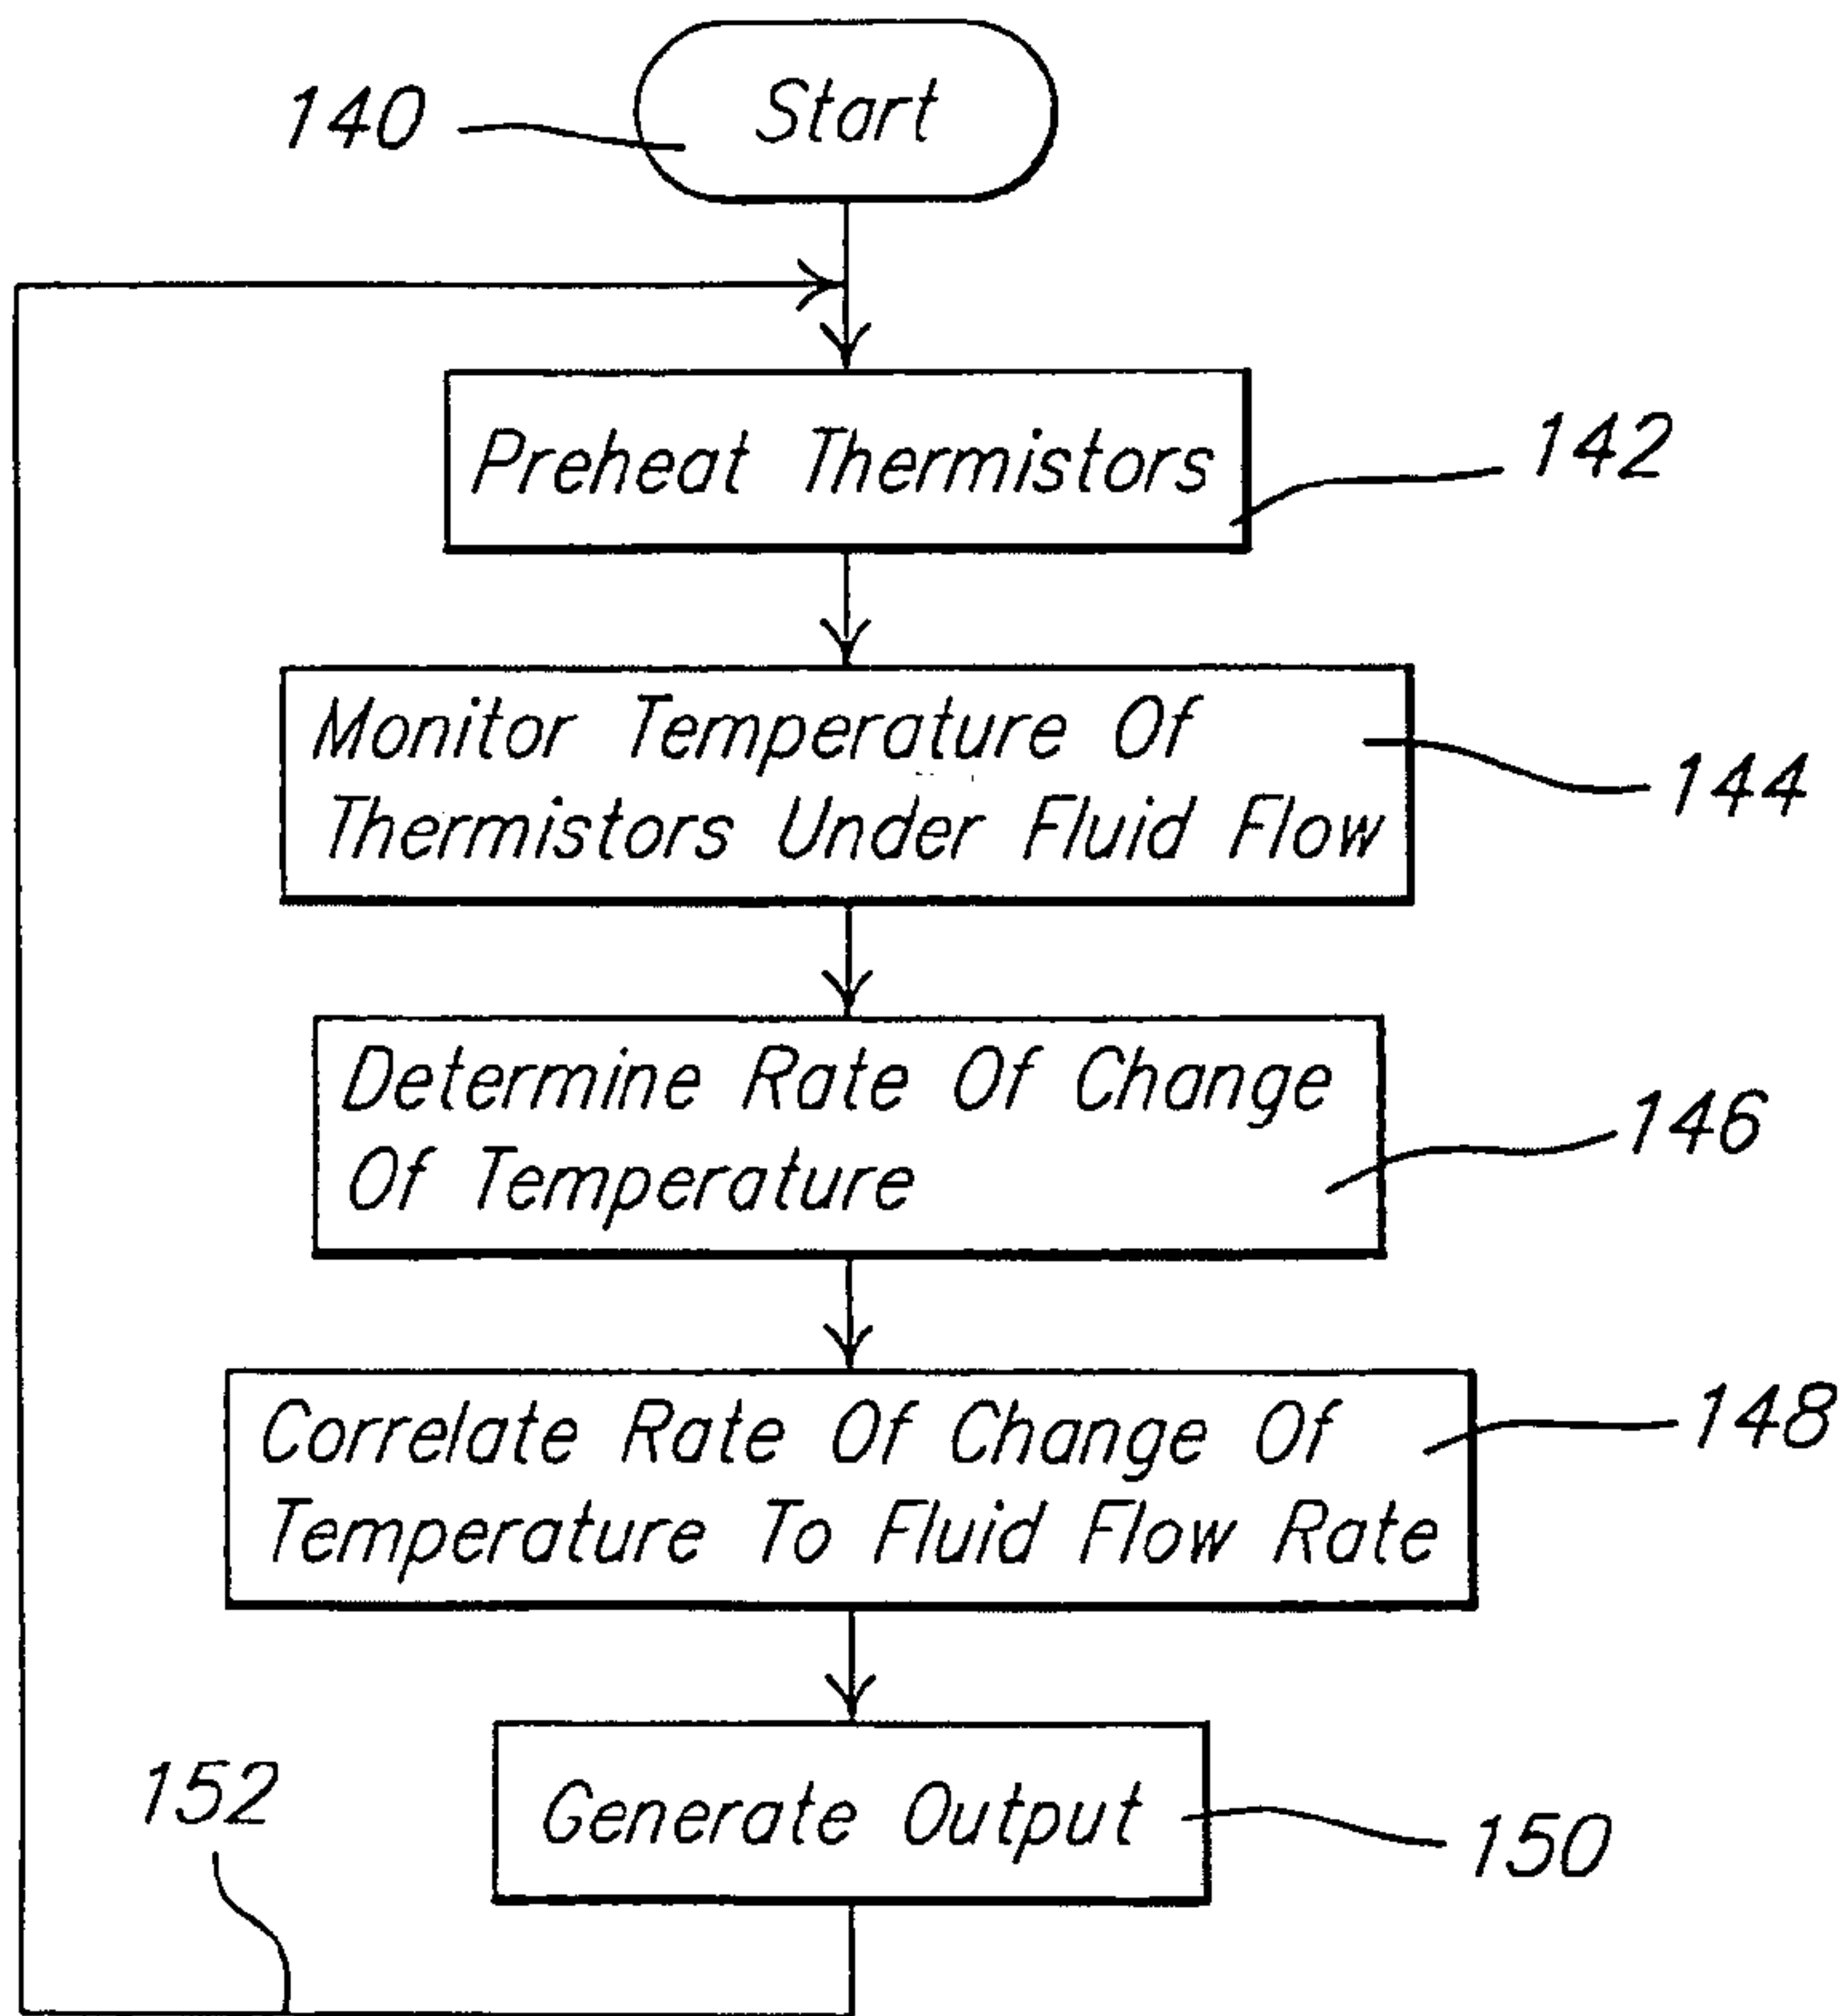 140
Start
Preheat Thermistors
142
Monitor Temperature Of
Thermistors Under Fluid Flow
144
Determine Rate Of Change
Of Temperature
146
Correlate Rate Of Change Of
Temperature To Fluid Flow Rate
148
Generate Output
150
152